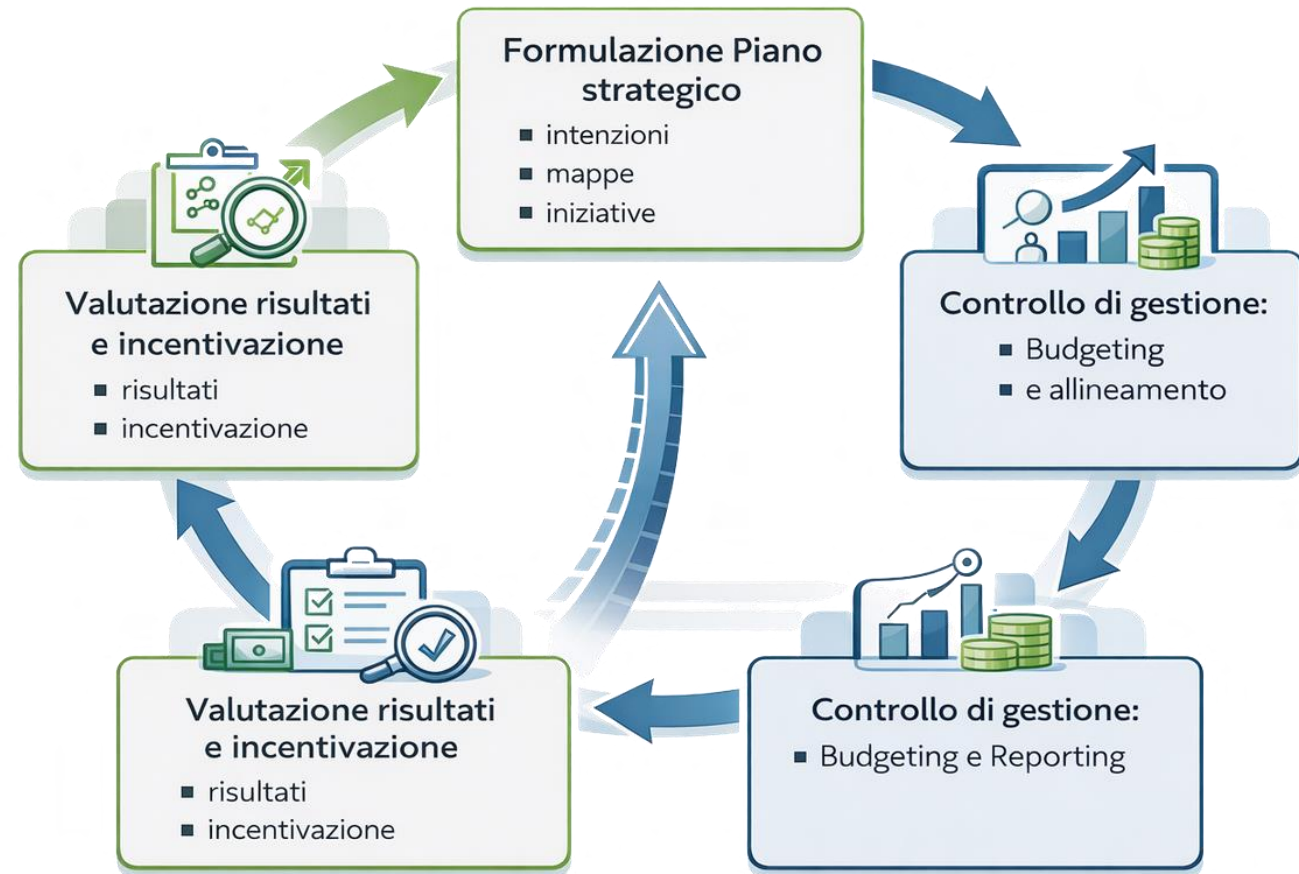 Formulazione Piano
strategico
▪ intenzioni
▪ mappe
▪ iniziative
Controllo di gestione:
▪ Budgeting
▪ e allineamento
Controllo di gestione:
▪ Budgeting e Reporting
Valutazione risultati
e incentivazione
▪ risultati
▪ incentivazione
Valutazione risultati
e incentivazione
▪ risultati
▪ incentivazione